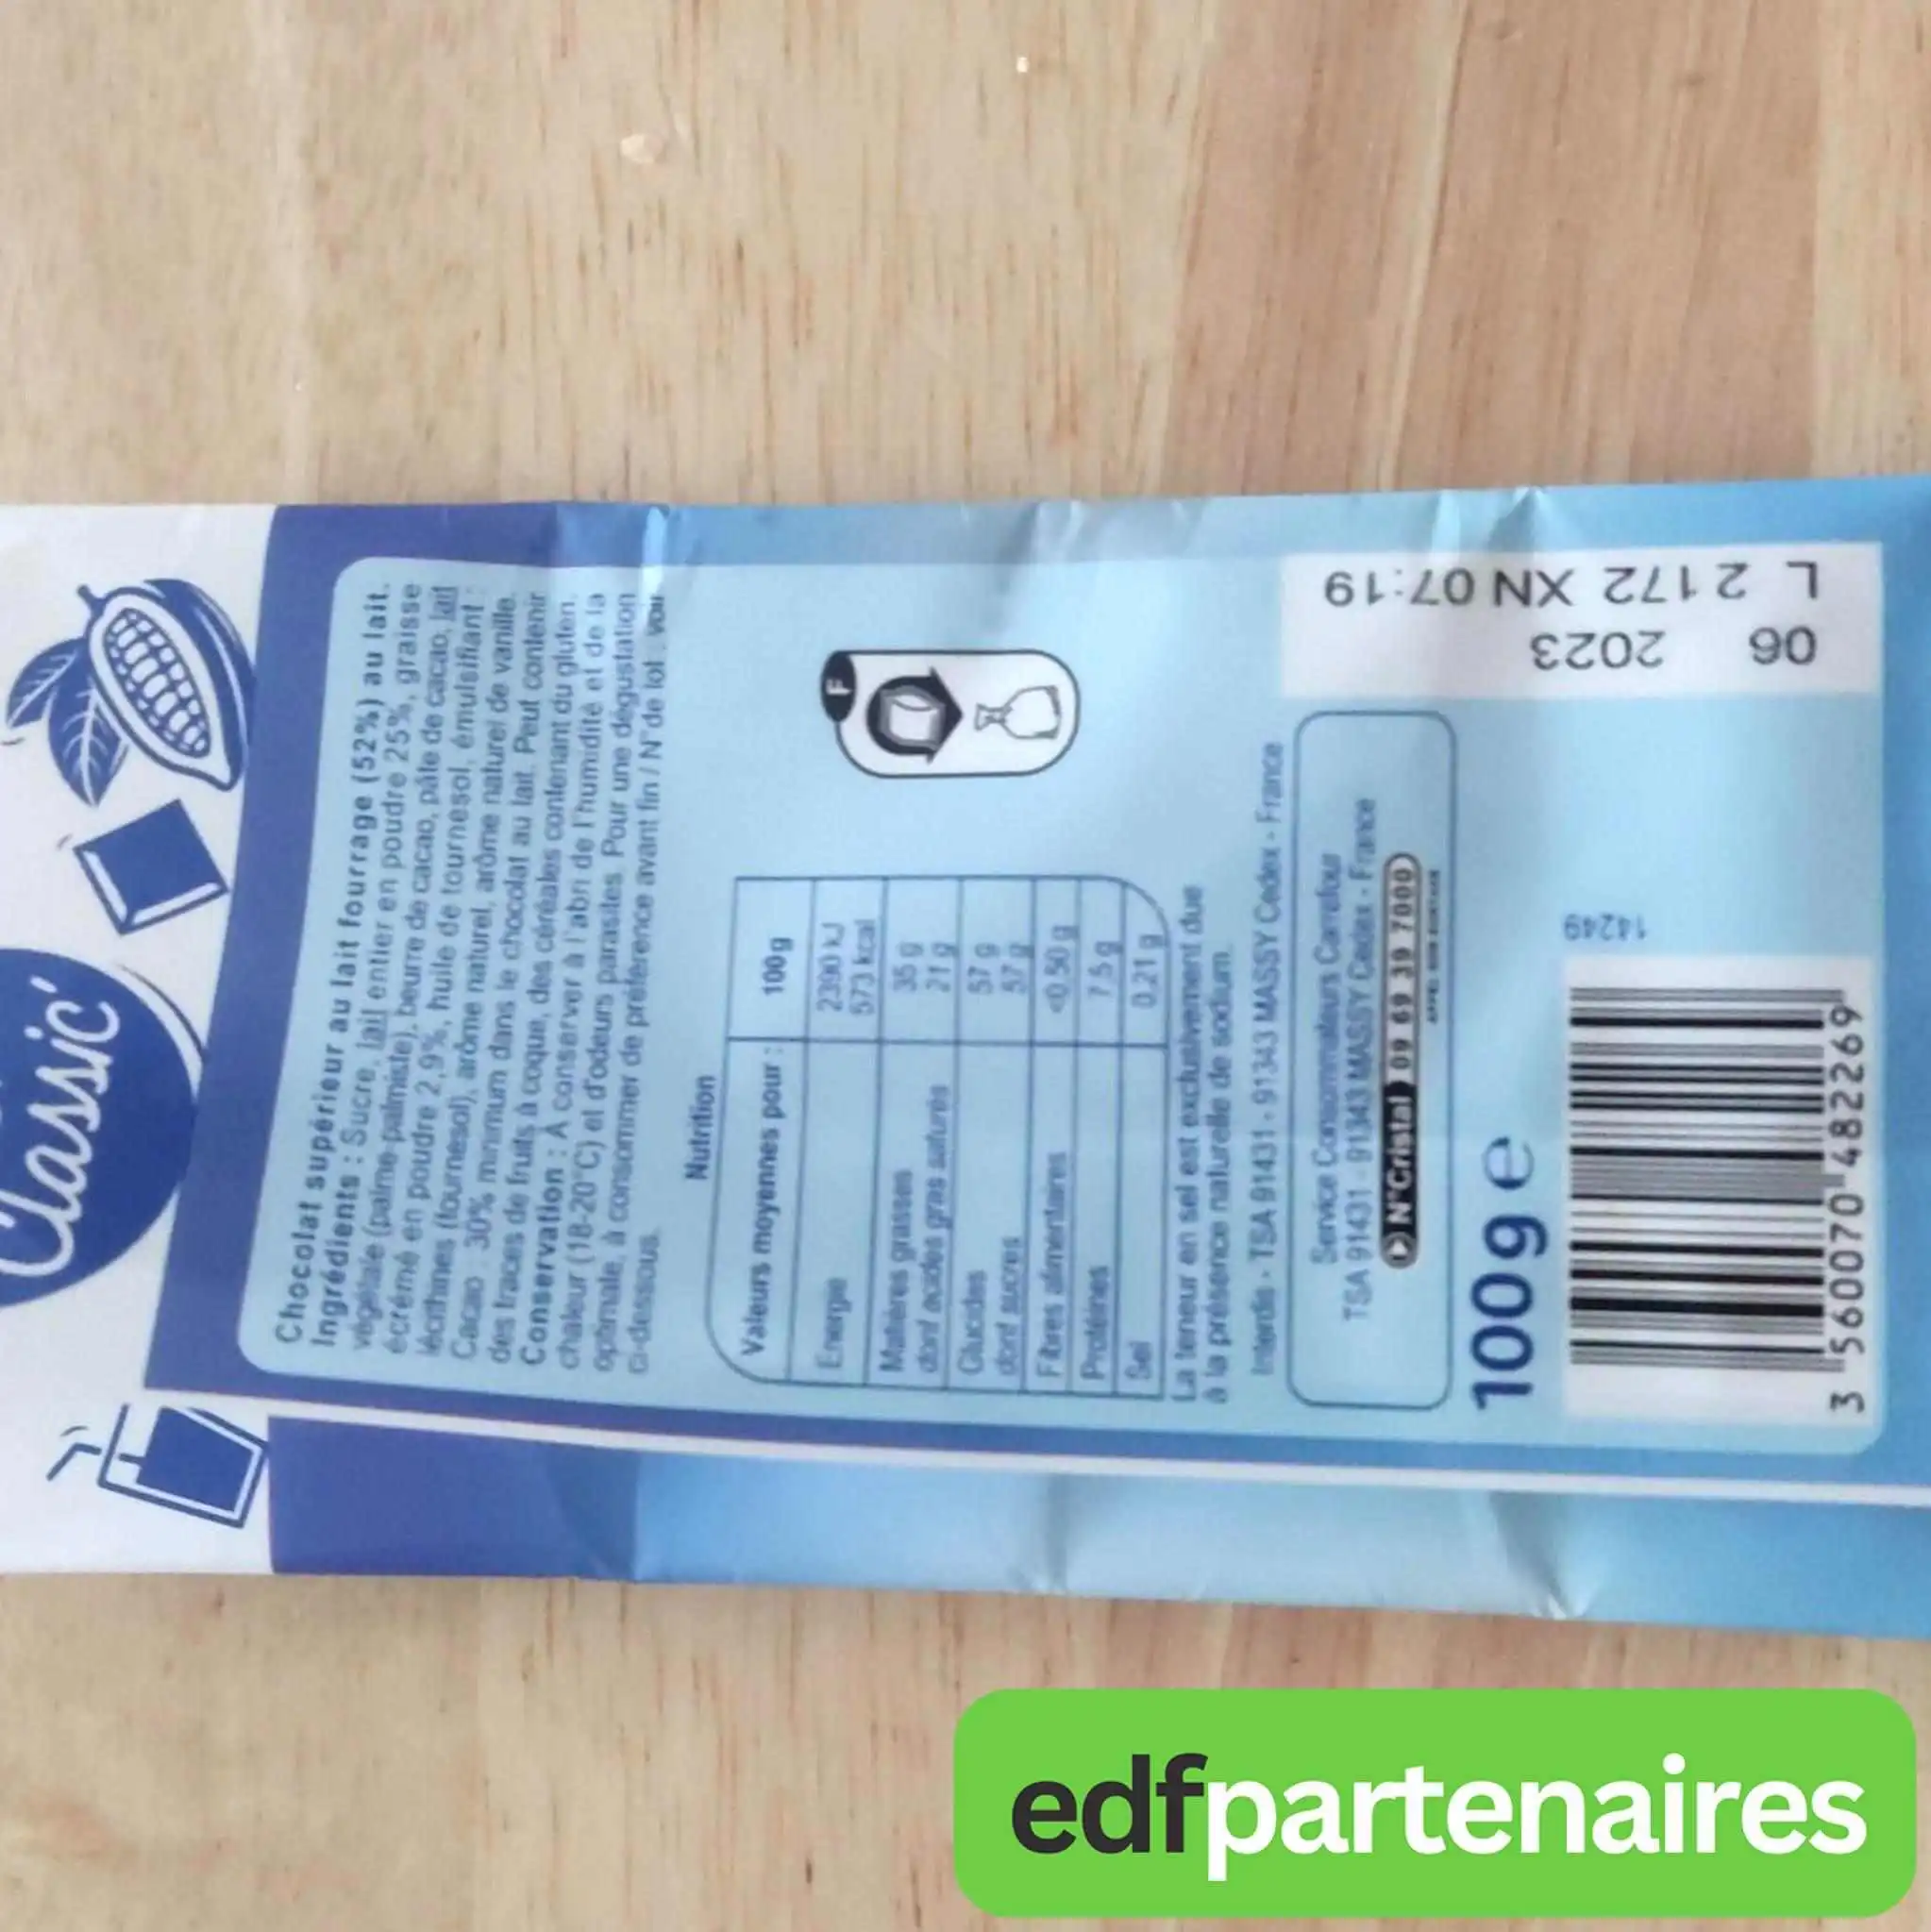 Classic'
Chocolat supérieur au lait fourrage (52%) au lait.
Ingrédients : Sucre, lait entier en poudre 25%, graisse
végétale (palme-palmiste), beurre de cacao, pâte de cacao, lait
écrémé en poudre 2,9%, huile de tournesol, émulsifiant :
lécithines (tournesol), arôme naturel, arôme naturel de vanille.
Cacao : 30% minimum dans le chocolat au lait. Peut contenir
des traces de fruits à coque, des céréales contenant du gluten.
Conservation : À conserver à l'abri de l'humidité et de la
chaleur (18-20°C) et d'odeurs parasites. Pour une dégustation
optimale, à consommer de préférence avant fin / N°de lot : voir
ci-dessous.
Nutrition
Valeurs moyennes pour : 100g
Energie 2390 kJ
573 kcal
Matières grasses 35 g
dont acides gras saturés 21 g
Glucides 57 g
dont sucres 57 g
Fibres alimentaires <0.50 g
Protéines 7.5 g
Sel 0.21 g
La teneur en sel est exclusivement due
à la présence naturelle de sodium.
F
Interdis - TSA 91431 - 91343 MASSY Cedex - France
Service Consommateurs Carrefour
TSA 91431 - 91343 MASSY Cedex - France
N°Cristal 09 69 39 7000
APPEL NON SURTAXÉ
100g e
14249
3 560070 482269
06 2023
L 2172 XN 07:19
edfpartenaires